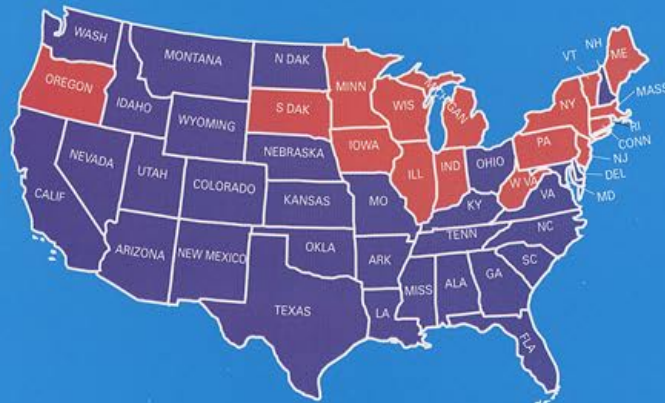 WASH
MONTANA
N DAK
MINN
OREGON
IDAHO
WYOMING
S DAK
WIS
MICHIGAN
NY
VT
NH
ME
MASS
RI
CONN
NJ
DEL
MD
PA
NEVADA
UTAH
COLORADO
NEBRASKA
IOWA
ILL
IND
OHIO
W VA
VA
CALIF
KANSAS
MO
KY
ARIZONA
NEW MEXICO
OKLA
ARK
TENN
NC
SC
TEXAS
LA
MISS
ALA
GA
FLA